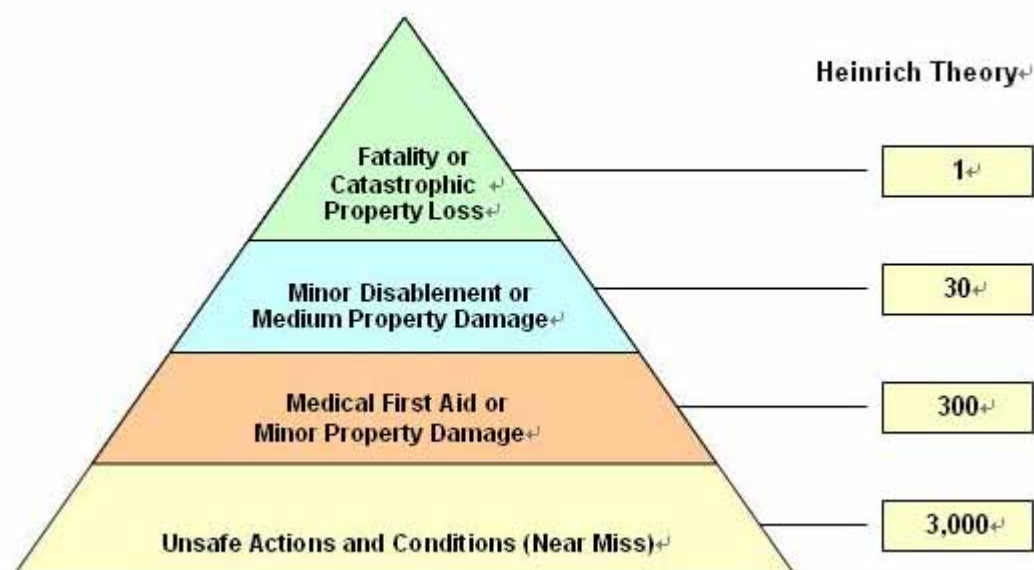 Heinrich Theory↵
Fatality or
Catastrophic ↵
Property Loss↵
1↵
Minor Disablement or
Medium Property Damage↵
30↵
Medical First Aid or
Minor Property Damage↵
300↵
Unsafe Actions and Conditions (Near Miss)↵
3,000↵